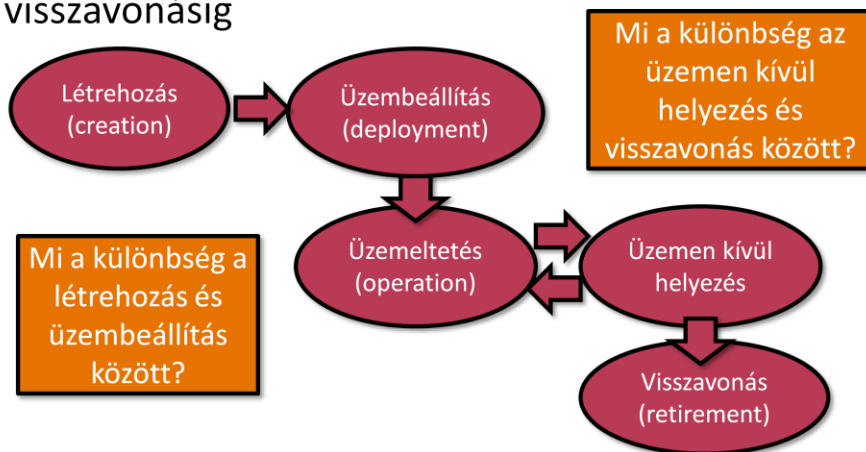 visszavonásig
Létrehozás
(creation)
Üzembeállítás
(deployment)
Mi a különbség az
üzemen kívül
helyezés és
visszavonás között?
Mi a különbség a
létrehozás és
üzembeállítás
között?
Üzemeltetés
(operation)
Üzemen kívül
helyezés
Visszavonás
(retirement)